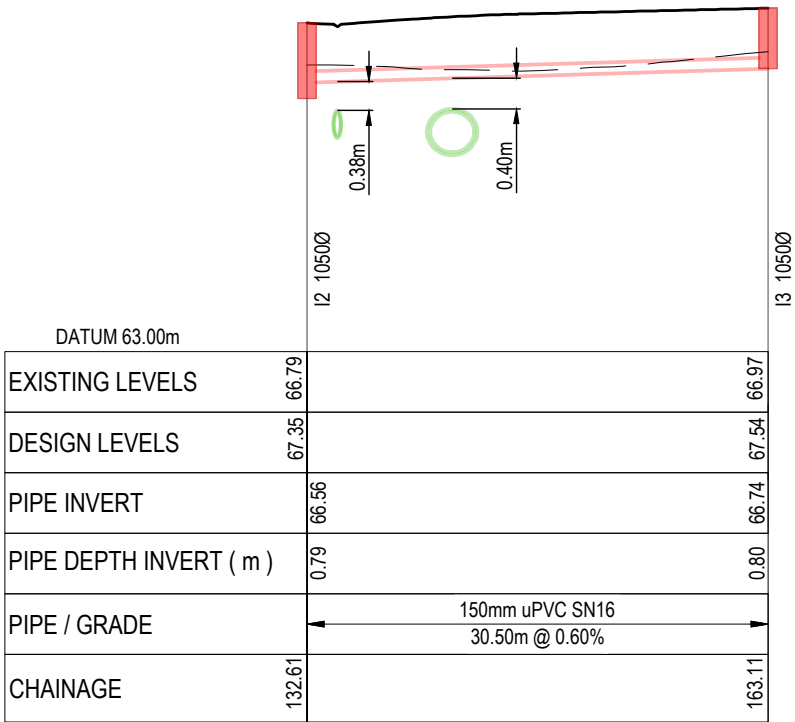 0.38m
0.40m
I2 1050Ø
I3 1050Ø
DATUM 63.00m
EXISTING LEVELS 66.79 66.97
DESIGN LEVELS 67.35 67.54
PIPE INVERT 66.56 66.74
PIPE DEPTH INVERT ( m ) 0.79 0.80
PIPE / GRADE 150mm uPVC SN16
30.50m @ 0.60%
CHAINAGE 132.61 163.11